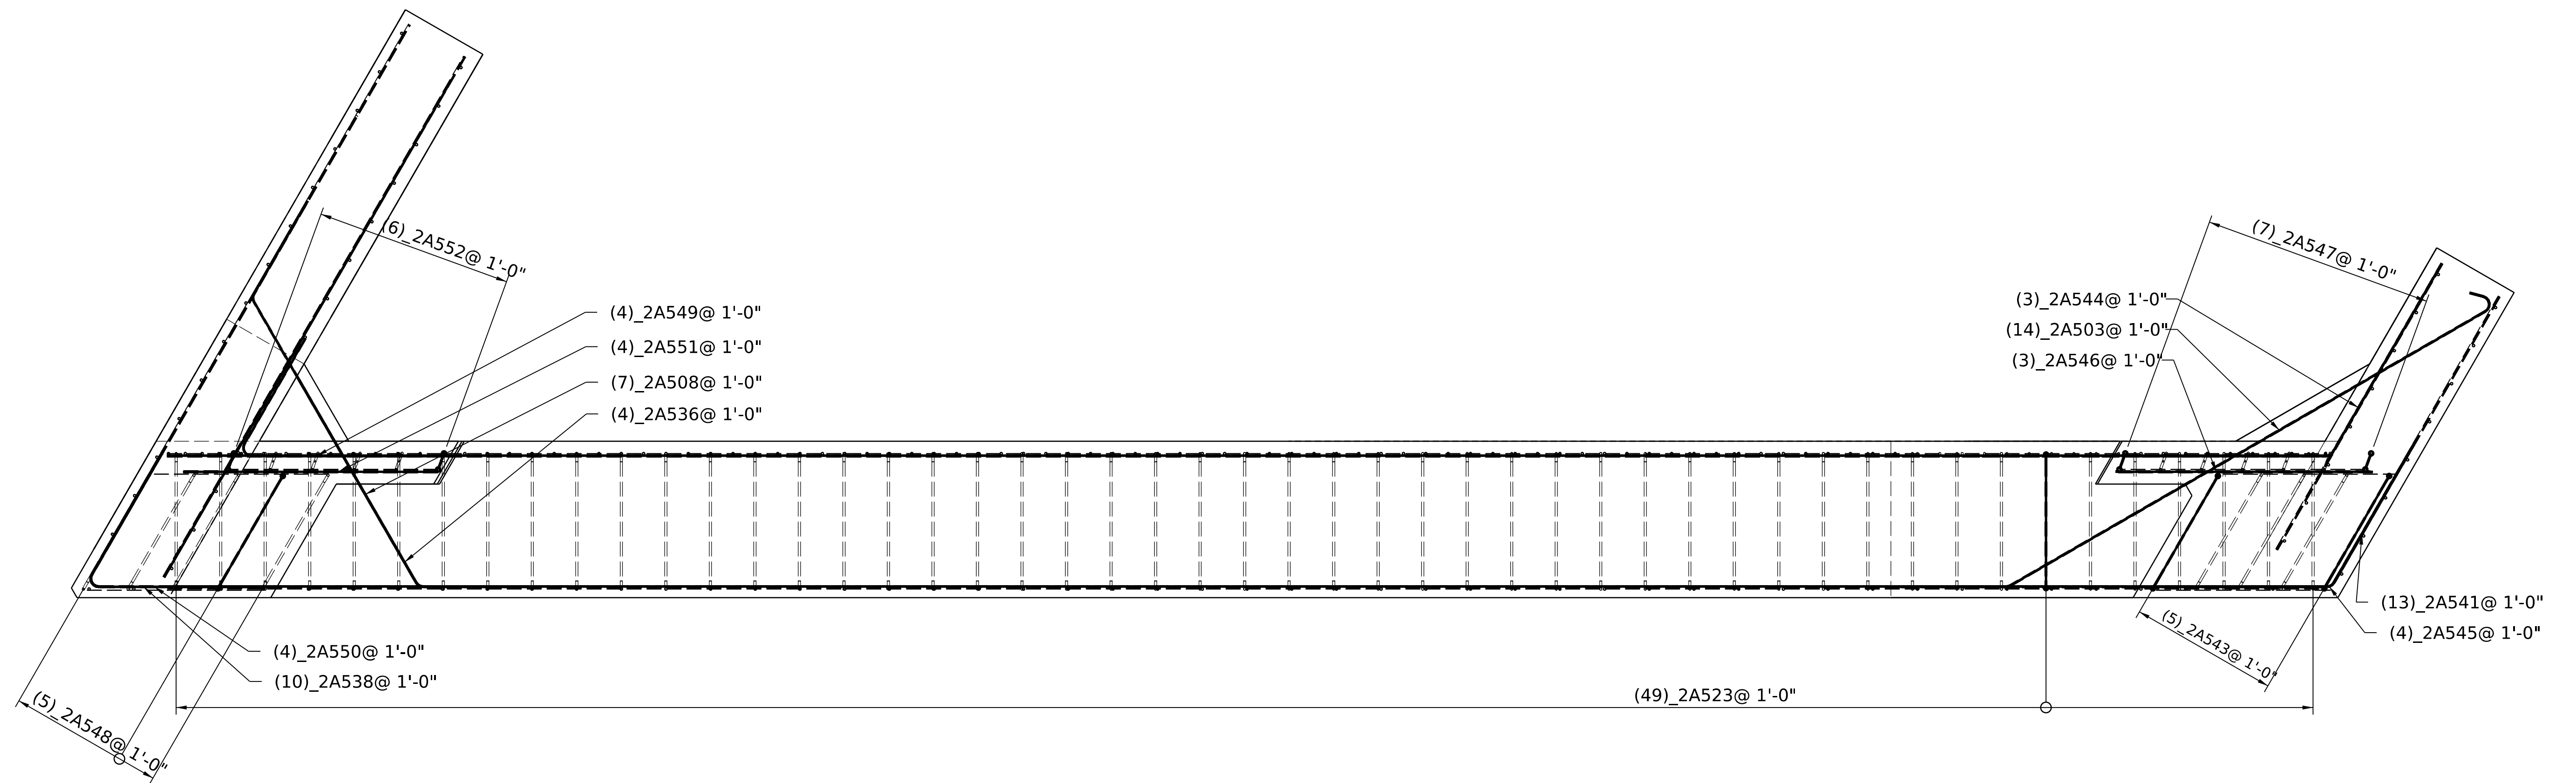 (6)_2A552@ 1'-0"
(7)_2A547@ 1'-0"
(4)_2A549@ 1'-0"
(4)_2A551@ 1'-0"
(7)_2A508@ 1'-0"
(4)_2A536@ 1'-0"
(3)_2A544@ 1'-0"
(14)_2A503@ 1'-0"
(3)_2A546@ 1'-0"
(13)_2A541@ 1'-0"
(4)_2A545@ 1'-0"
(5)_2A543@ 1'-0"
(4)_2A550@ 1'-0"
(10)_2A538@ 1'-0"
(49)_2A523@ 1'-0"
(5)_2A548@ 1'-0"